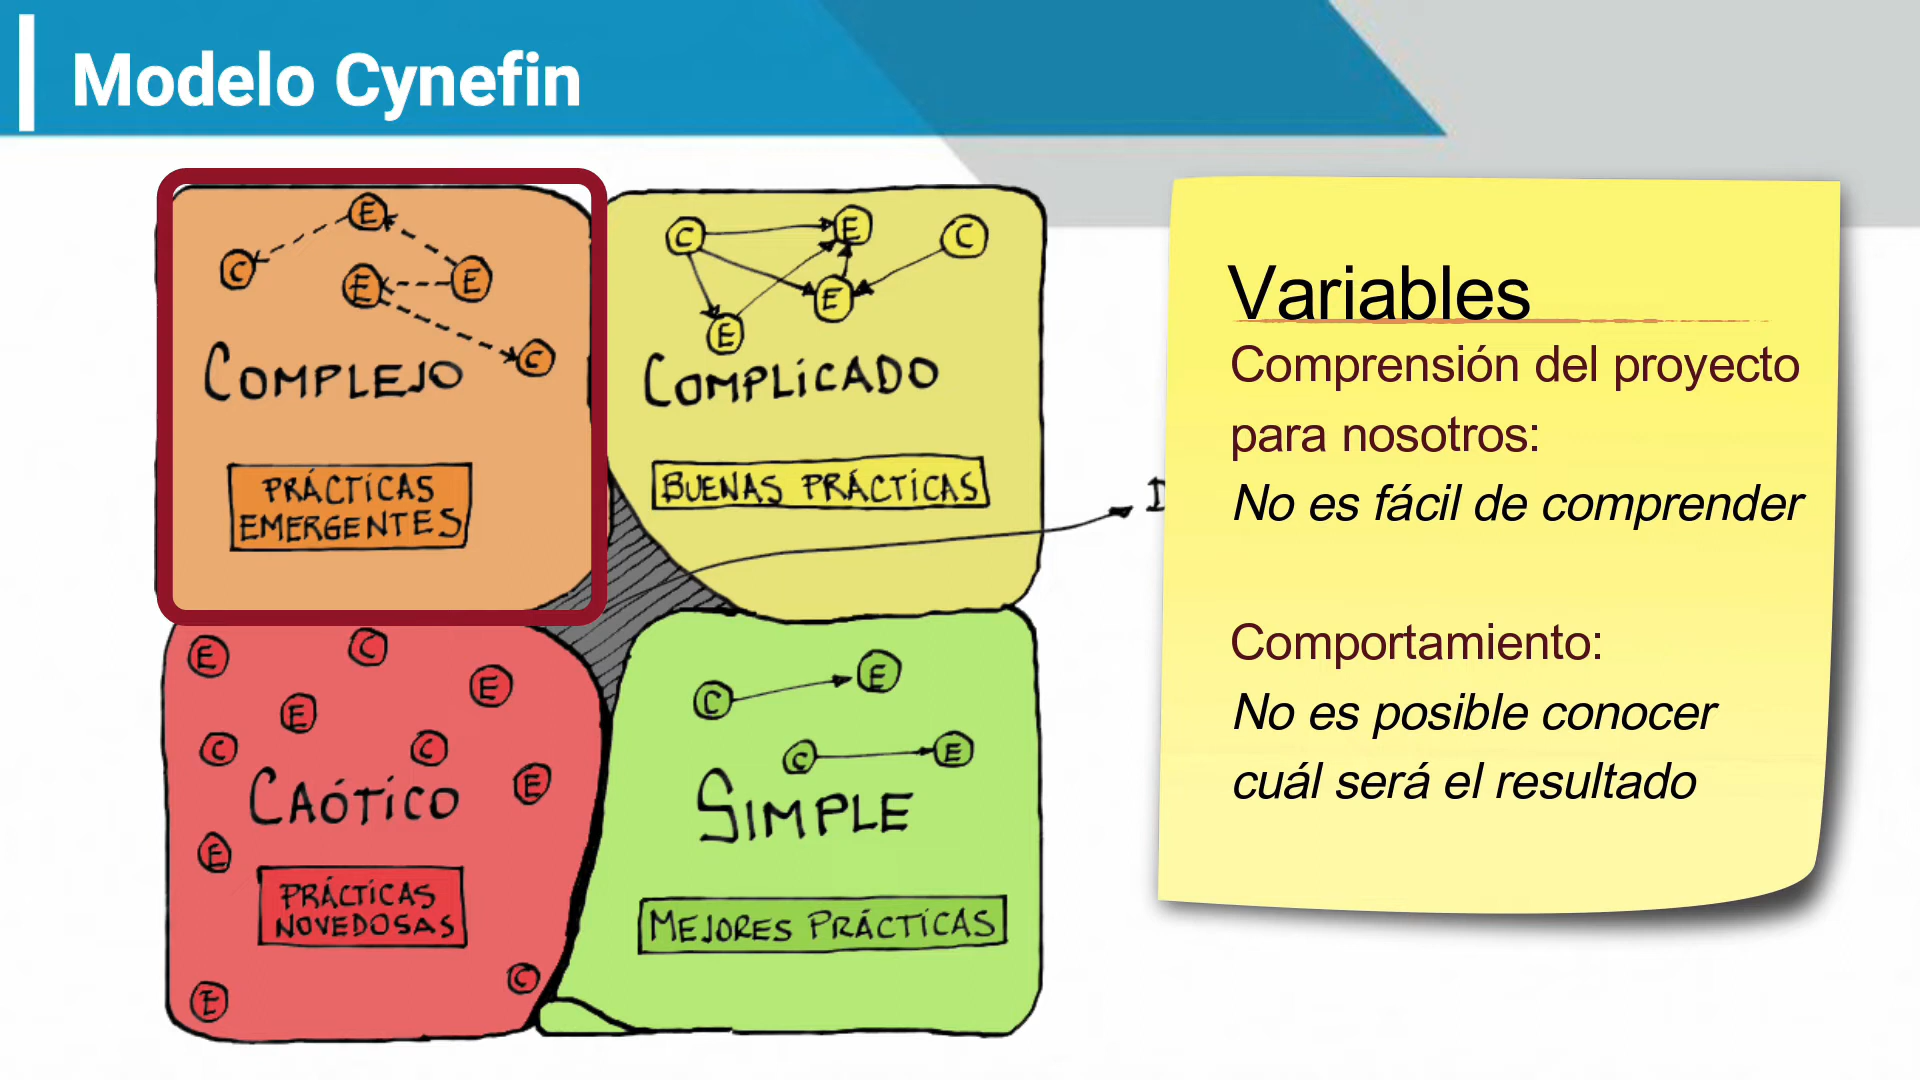 Modelo Cynefin
E
C
E
E
C
COMPLEJO
PRÁCTICAS
EMERGENTES
C
E
C
E
E
COMPLICADO
BUENAS PRÁCTICAS
E
C
E
E
C
C
E
CAÓTICO
E
PRÁCTICAS
NOVEDOSAS
C
E
C
E
C
E
SIMPLE
MEJORES PRÁCTICAS
Variables
Comprensión del proyecto
para nosotros:
No es fácil de comprender
Comportamiento:
No es posible conocer
cuál será el resultado